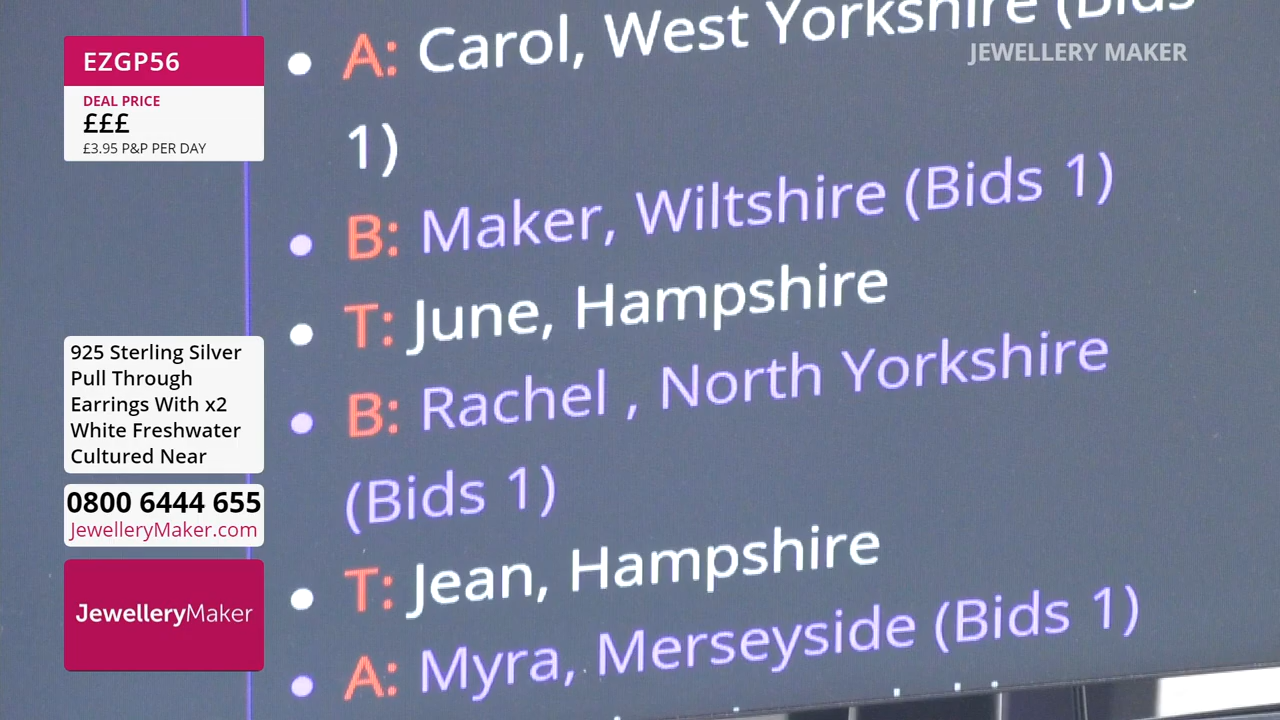 EZGP56
DEAL PRICE
£££
£3.95 P&P PER DAY
925 Sterling Silver
Pull Through
Earrings With x2
White Freshwater
Cultured Near
0800 6444 655
JewelleryMaker.com
JewelleryMaker
JEWELLERY MAKER
A: Carol, West Yorkshire (Bids
1)
B: Maker, Wiltshire (Bids 1)
T: June, Hampshire
B: Rachel , North Yorkshire
(Bids 1)
T: Jean, Hampshire
A: Myra, Merseyside (Bids 1)